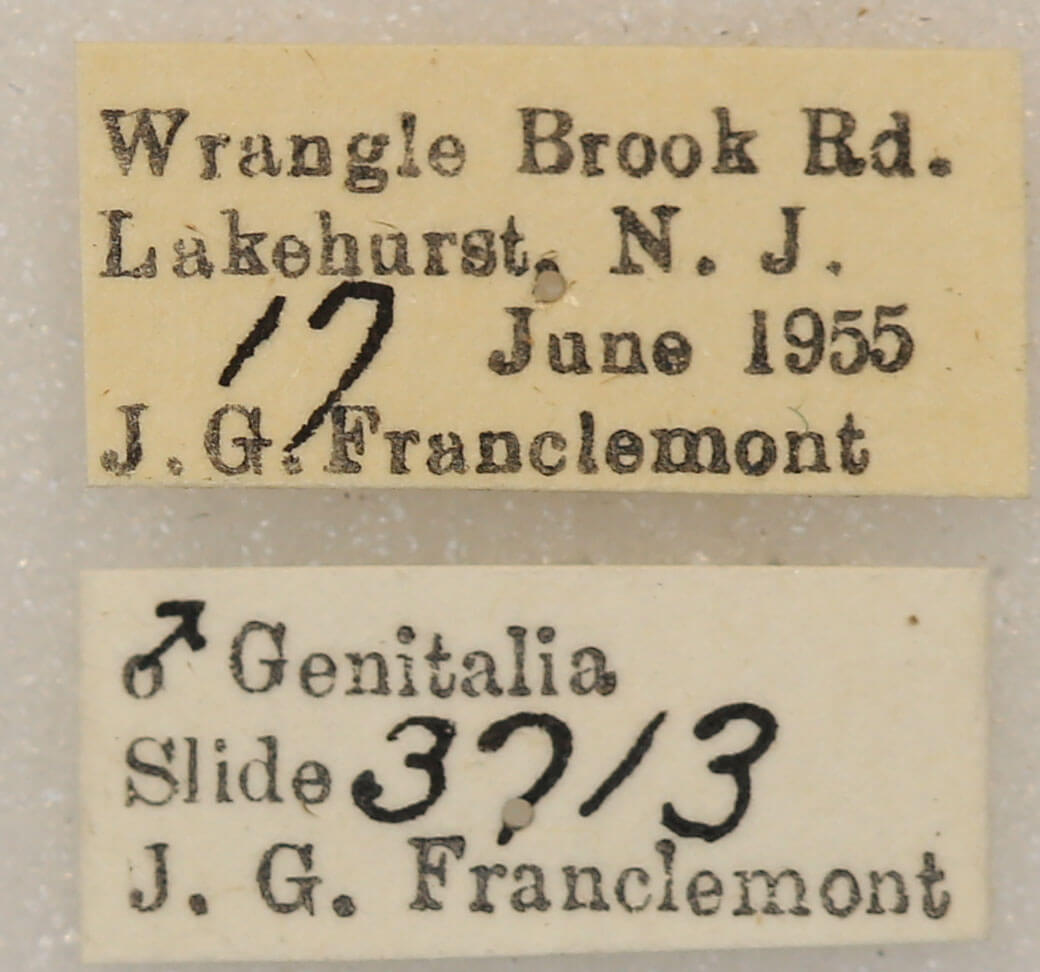 Wrangle Brook Rd.
Lakehurst, N. J.
17 June 1955
J. G. Franclemont
♂ Genitalia
Slide 3713
J. G. Franclemont